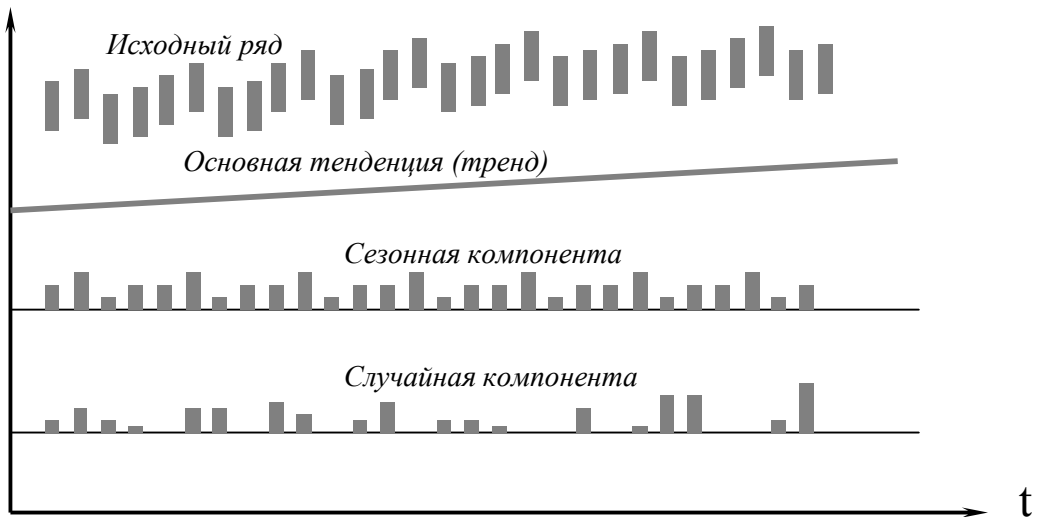 Исходный ряд
Основная тенденция (тренд)
Сезонная компонента
Случайная компонента
t